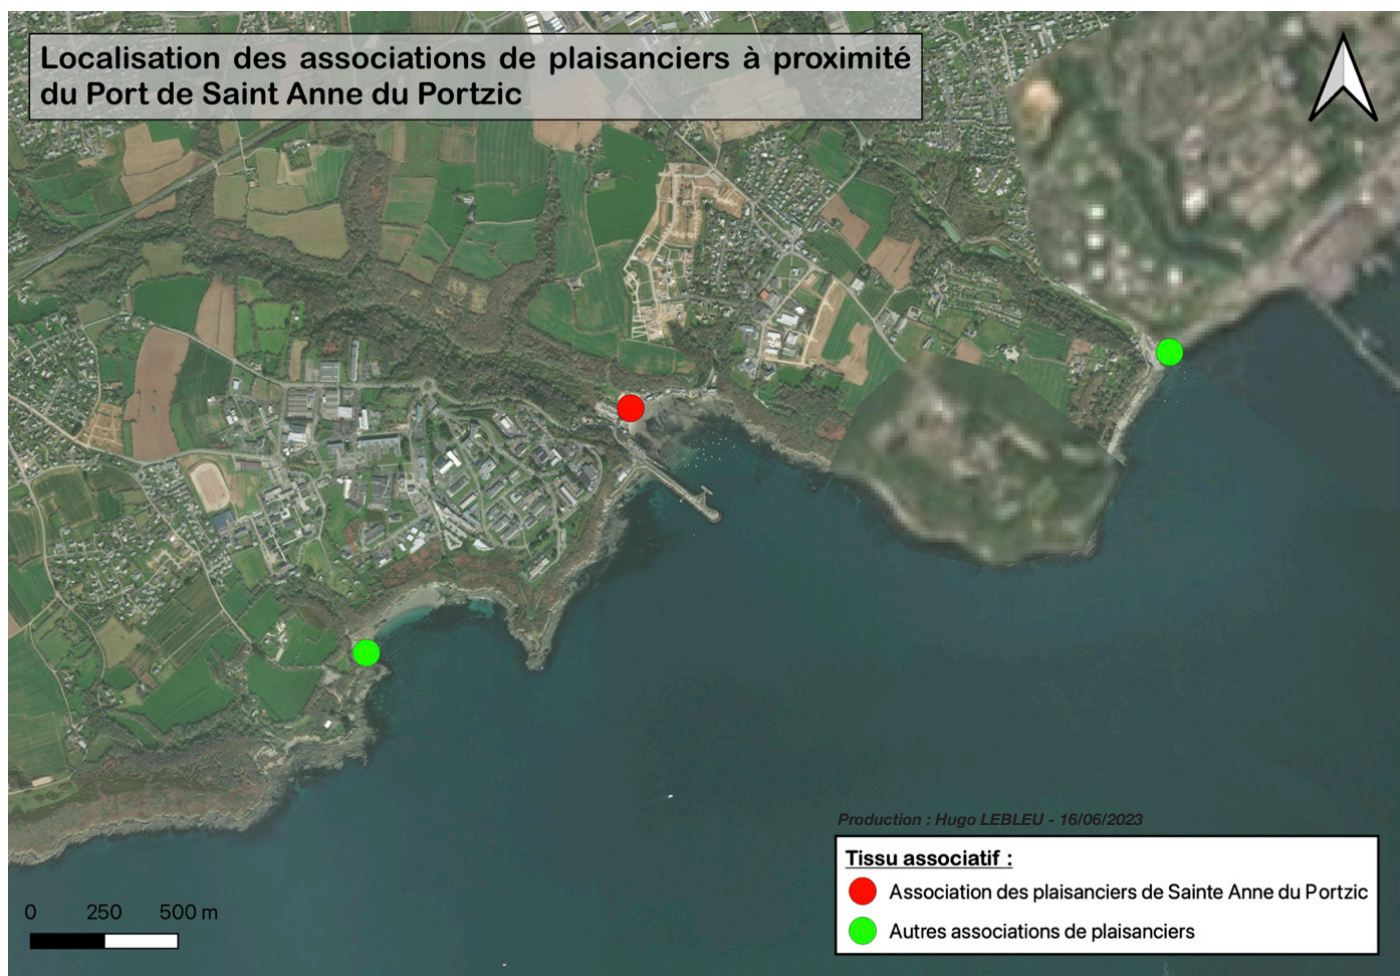 Localisation des associations de plaisanciers à proximité
du Port de Saint Anne du Portzic
Production : Hugo LEBLEU - 16/06/2023
Tissu associatif :
Association des plaisanciers de Sainte Anne du Portzic
Autres associations de plaisanciers
0 250 500 m